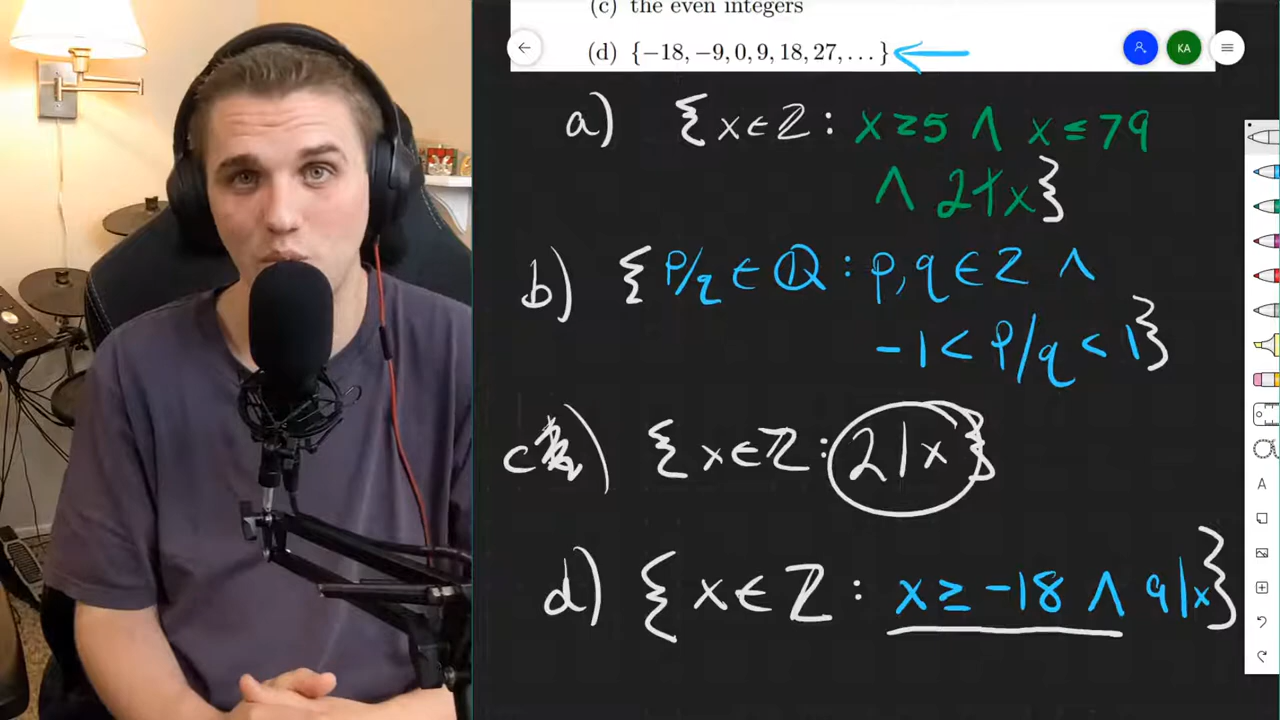 (c) the even integers
(d) {−18, −9, 0, 9, 18, 27, . . . }
KA
a) {x ∈ ℤ : x ≥ 5 ∧ x ≤ 79
∧ 2∤x}
b) {p/q ∈ ℚ : p, q ∈ ℤ ∧
-1 < p/q < 1}
c) {x ∈ ℤ : 2 | x}
d) {x ∈ ℤ : x ≥ -18 ∧ 9 | x}
A